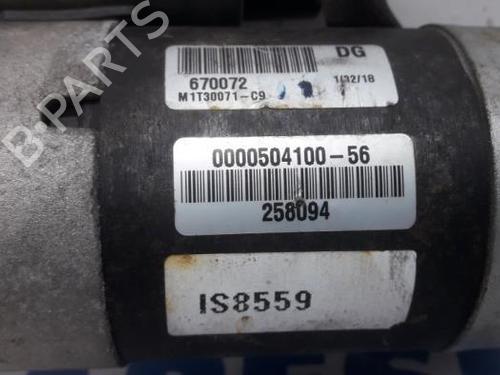 DG
670072
1/32/18
M1T30071-C9
0000504100-56
258094
IS8559
B-PARTS